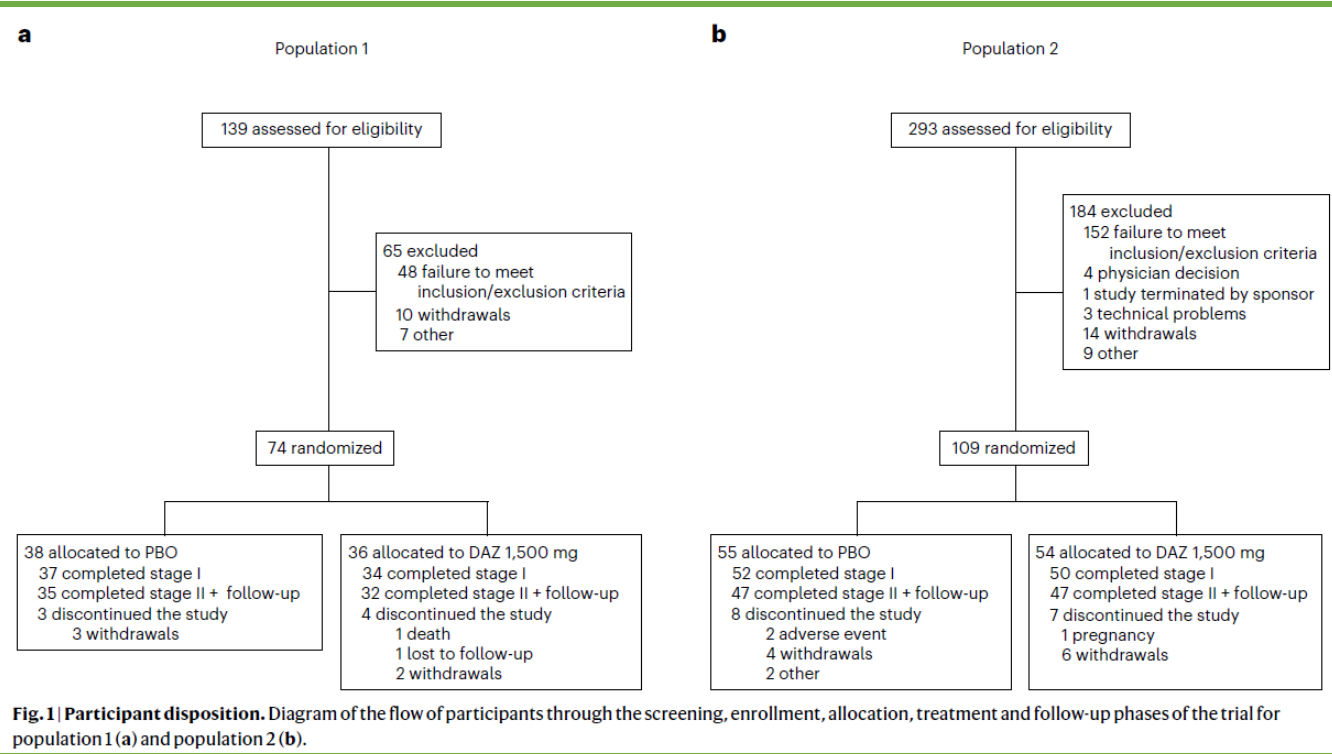 a
Population 1
139 assessed for eligibility
65 excluded
48 failure to meet
inclusion/exclusion criteria
10 withdrawals
7 other
74 randomized
38 allocated to PBO
37 completed stage I
35 completed stage II + follow-up
3 discontinued the study
3 withdrawals
36 allocated to DAZ 1,500 mg
34 completed stage I
32 completed stage II + follow-up
4 discontinued the study
1 death
1 lost to follow-up
2 withdrawals
b
Population 2
293 assessed for eligibility
184 excluded
152 failure to meet
inclusion/exclusion criteria
4 physician decision
1 study terminated by sponsor
3 technical problems
14 withdrawals
9 other
109 randomized
55 allocated to PBO
52 completed stage I
47 completed stage II + follow-up
8 discontinued the study
2 adverse event
4 withdrawals
2 other
54 allocated to DAZ 1,500 mg
50 completed stage I
47 completed stage II + follow-up
7 discontinued the study
1 pregnancy
6 withdrawals
Fig. 1 | Participant disposition. Diagram of the flow of participants through the screening, enrollment, allocation, treatment and follow-up phases of the trial for
population 1 (a) and population 2 (b).